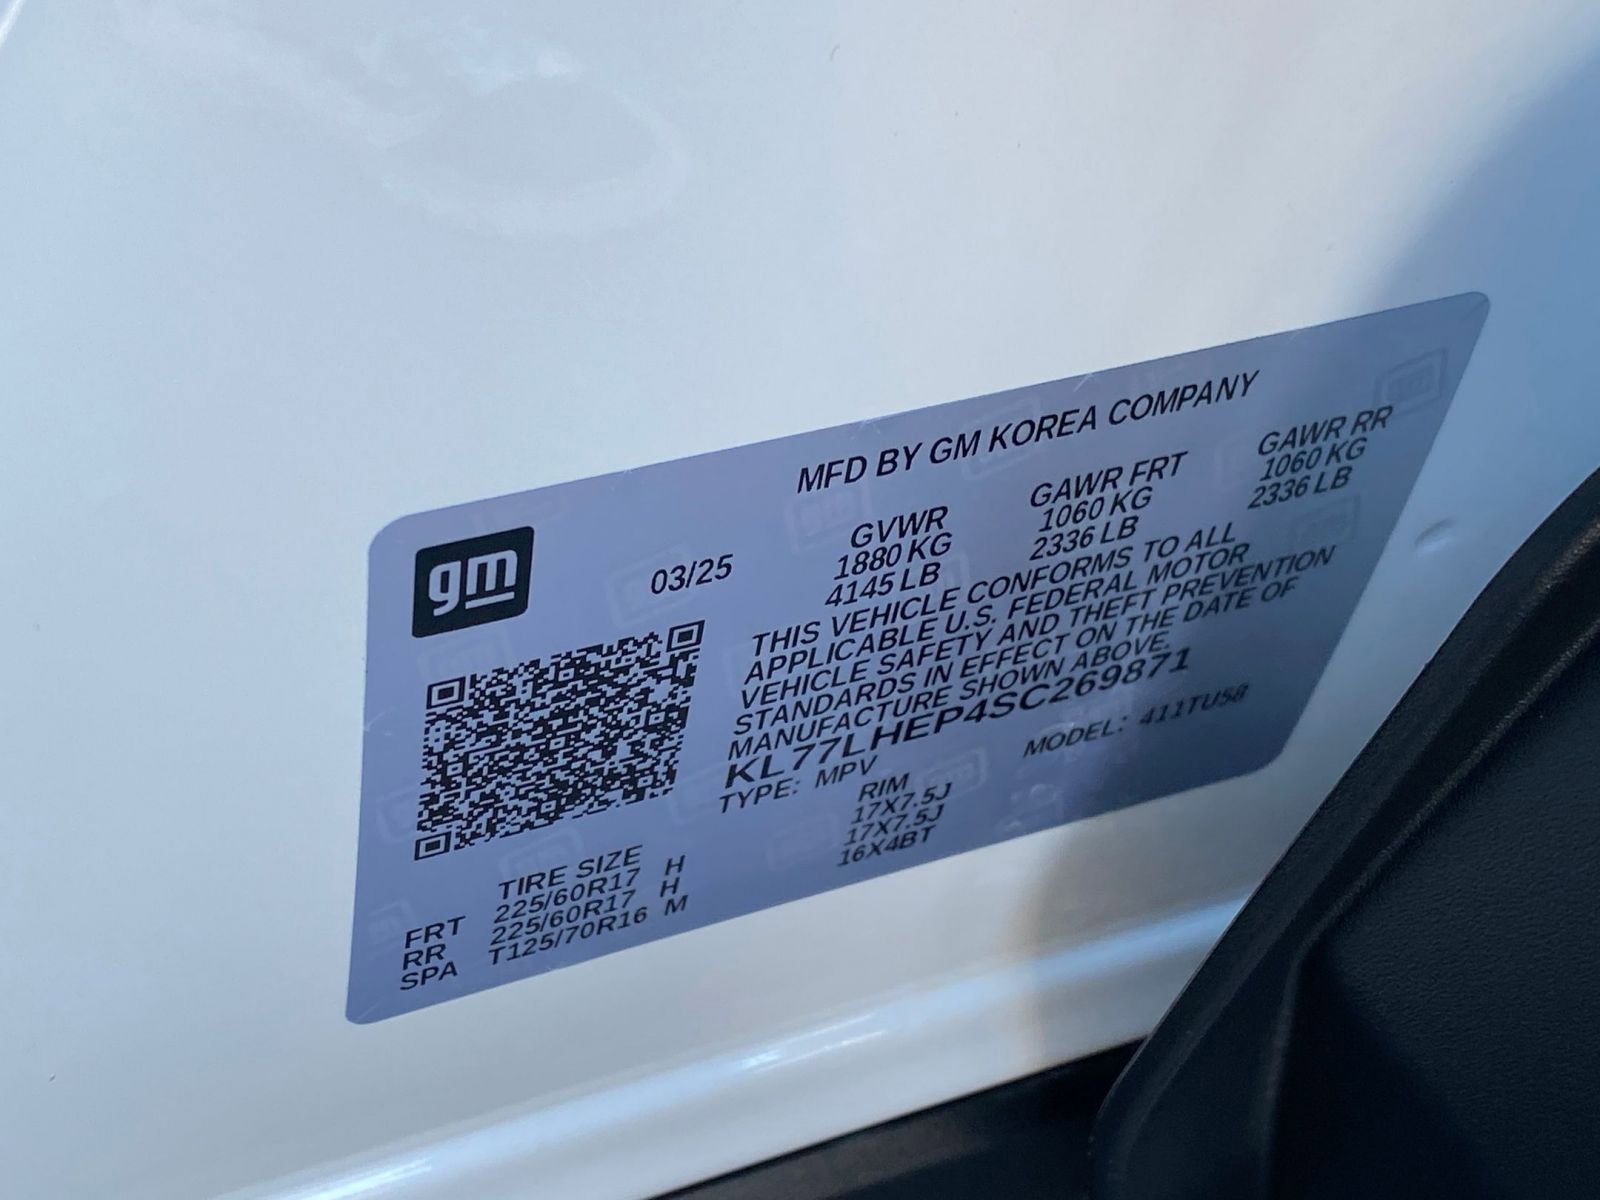 MFD BY GM KOREA COMPANY
gm
03/25
GVWR GAWR FRT GAWR RR
1880 KG 1060 KG 1060 KG
4145 LB 2336 LB 2336 LB
THIS VEHICLE CONFORMS TO ALL
APPLICABLE U.S. FEDERAL MOTOR
VEHICLE SAFETY AND THEFT PREVENTION
STANDARDS IN EFFECT ON THE DATE OF
MANUFACTURE SHOWN ABOVE.
KL77LHEP4SC269871
TYPE: MPV MODEL: 411TU58
TIRE SIZE RIM
FRT 225/60R17 H 17X7.5J
RR 225/60R17 H 17X7.5J
SPA T125/70R16 M 16X4BT